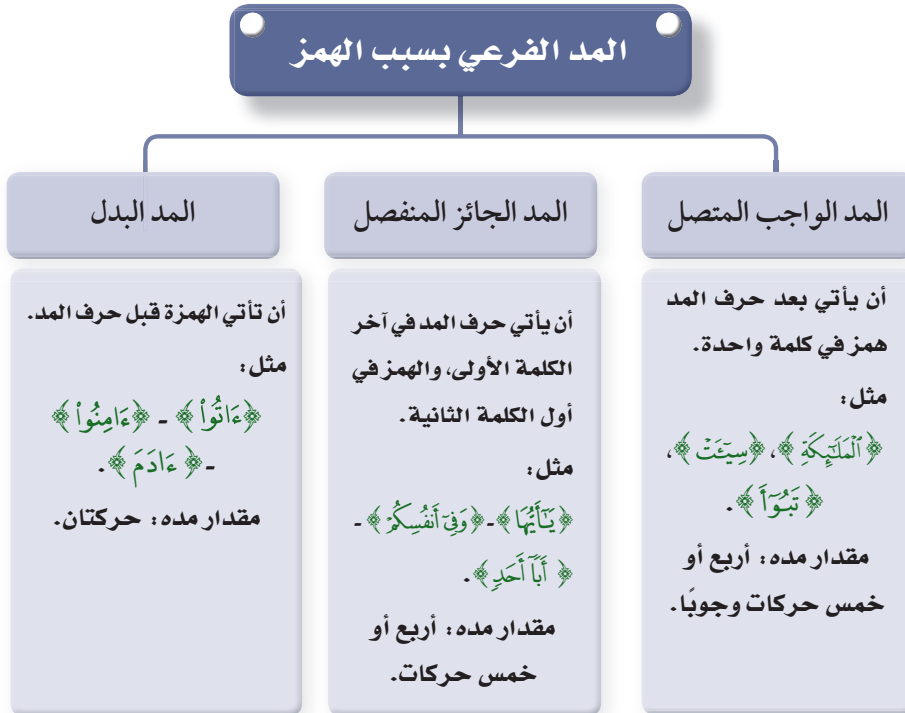 المد الفرعي بسبب الهمز
المد الواجب المتصل
أن يأتي بعد حرف المد
همز في كلمة واحدة.
مثل:
﴿ٱلْمَلَٰٓئِكَةِ﴾، ﴿سِيٓـَٔتْ﴾،
﴿تَبُوٓأَ﴾.
مقدار مده: أربع أو
خمس حركات وجوبًا.
المد الجائز المنفصل
أن يأتي حرف المد في آخر
الكلمة الأولى، والهمز في
أول الكلمة الثانية.
مثل:
﴿يَٰٓأَيُّهَا﴾-﴿وَفِيٓ أَنفُسِكُمْ﴾-
﴿أَبَآ أَحَدٍ﴾.
مقدار مده: أربع أو
خمس حركات.
المد البدل
أن تأتي الهمزة قبل حرف المد.
مثل:
﴿ءَاتُوا۟﴾ - ﴿ءَامِنُوا۟﴾
-﴿ءَادَمَ﴾.
مقدار مده: حركتان.